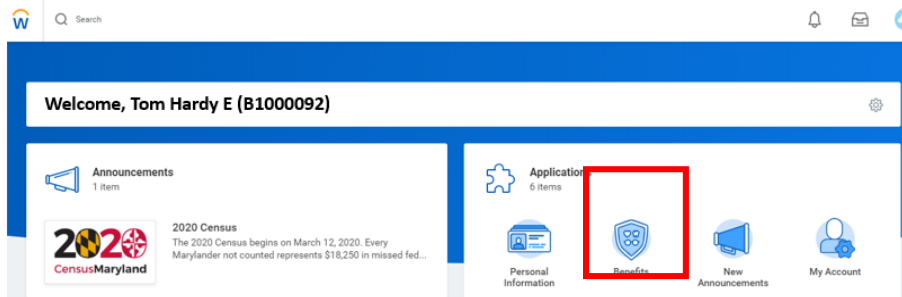 Search
Welcome, Tom Hardy E (B1000092)
Announcements
1 item
2020 Census
The 2020 Census begins on March 12, 2020. Every
Marylander not counted represents $18,250 in missed fed...
2020
CensusMaryland
Applications
6 items
Personal
Information
Benefits
New
Announcements
My Account